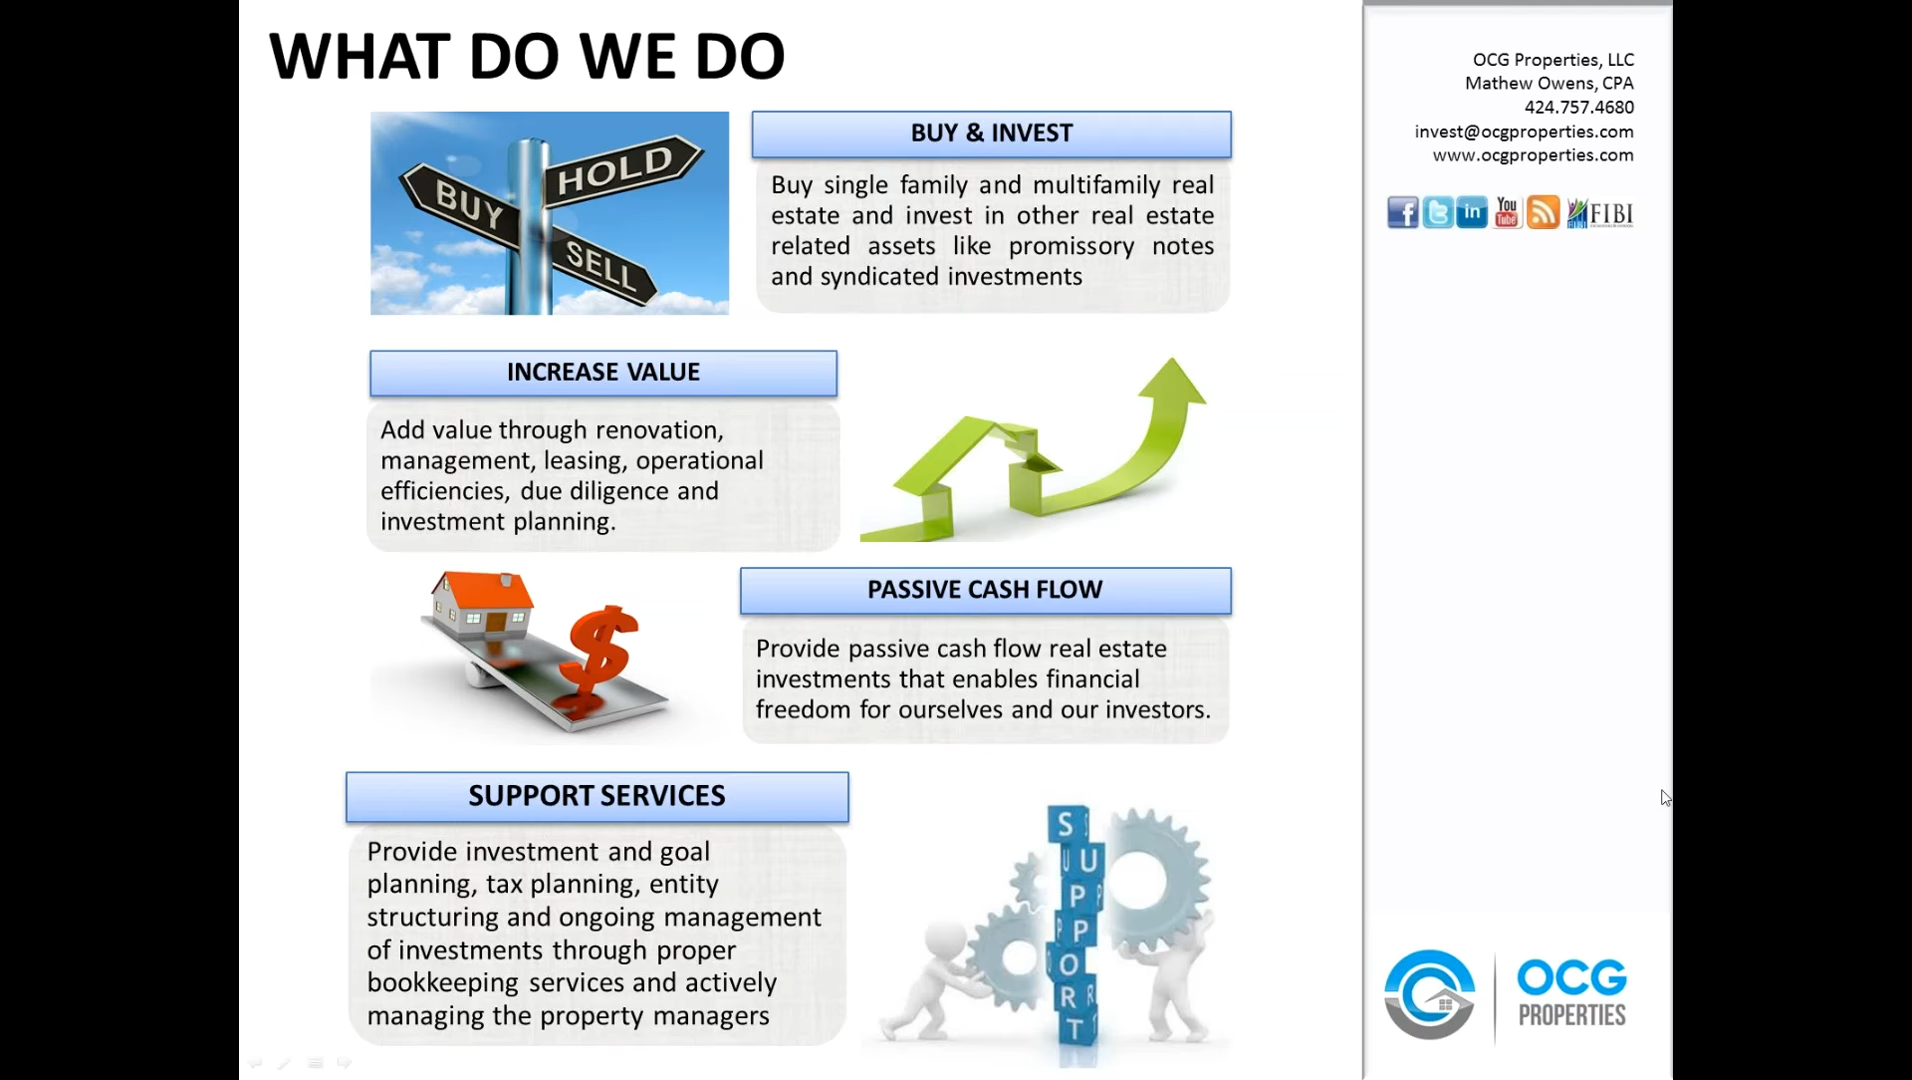 WHAT DO WE DO
BUY
HOLD
SELL
BUY & INVEST
Buy single family and multifamily real
estate and invest in other real estate
related assets like promissory notes
and syndicated investments
INCREASE VALUE
Add value through renovation,
management, leasing, operational
efficiencies, due diligence and
investment planning.
$
PASSIVE CASH FLOW
Provide passive cash flow real estate
investments that enables financial
freedom for ourselves and our investors.
SUPPORT SERVICES
Provide investment and goal
planning, tax planning, entity
structuring and ongoing management
of investments through proper
bookkeeping services and actively
managing the property managers
SUPPORT
OCG Properties, LLC
Mathew Owens, CPA
424.757.4680
invest@ocgproperties.com
www.ocgproperties.com
f
t
in
You
Tube
FIBI
OCG
PROPERTIES